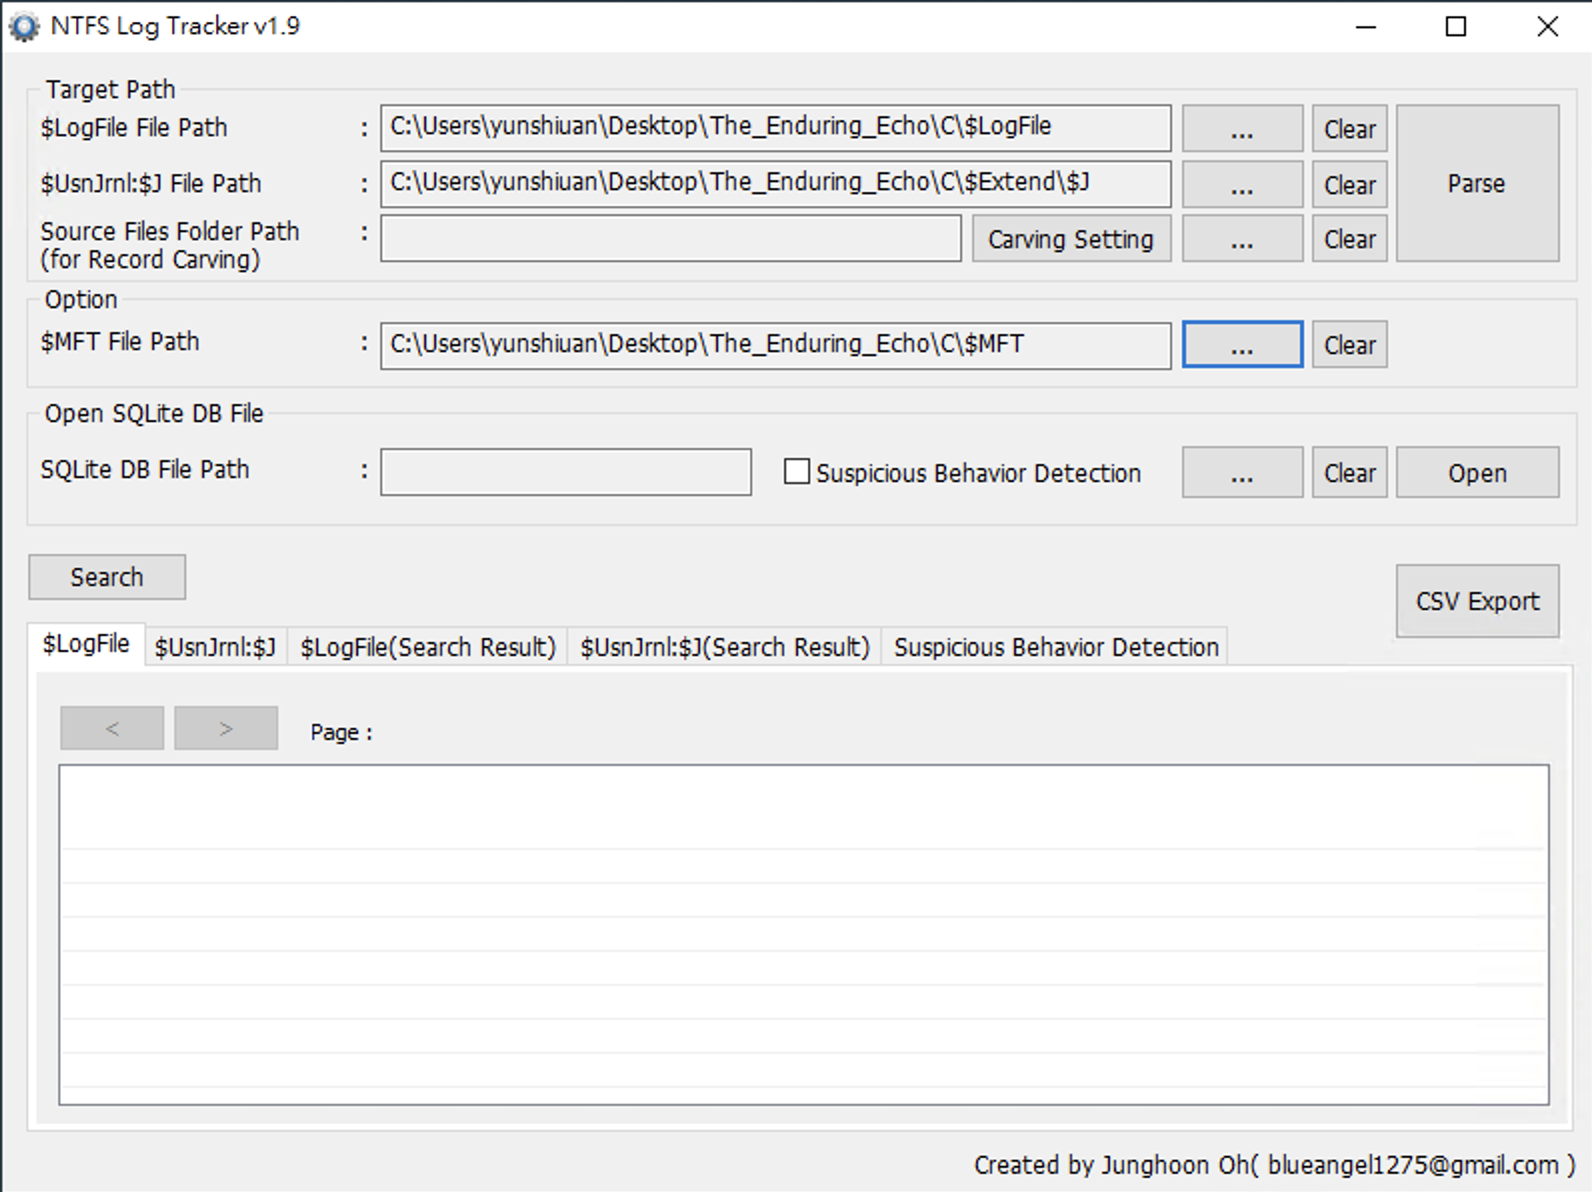 NTFS Log Tracker v1.9
Target Path
$LogFile File Path : C:\Users\yunshiuan\Desktop\The_Enduring_Echo\C\$LogFile ... Clear
$UsnJrnl:$J File Path : C:\Users\yunshiuan\Desktop\The_Enduring_Echo\C\$Extend\$J ... Clear Parse
Source Files Folder Path : Carving Setting ... Clear
(for Record Carving)
Option
$MFT File Path : C:\Users\yunshiuan\Desktop\The_Enduring_Echo\C\$MFT ... Clear
Open SQLite DB File
SQLite DB File Path : Suspicious Behavior Detection ... Clear Open
Search
CSV Export
$LogFile $UsnJrnl:$J $LogFile(Search Result) $UsnJrnl:$J(Search Result) Suspicious Behavior Detection
< > Page :
Created by Junghoon Oh( blueangel1275@gmail.com )